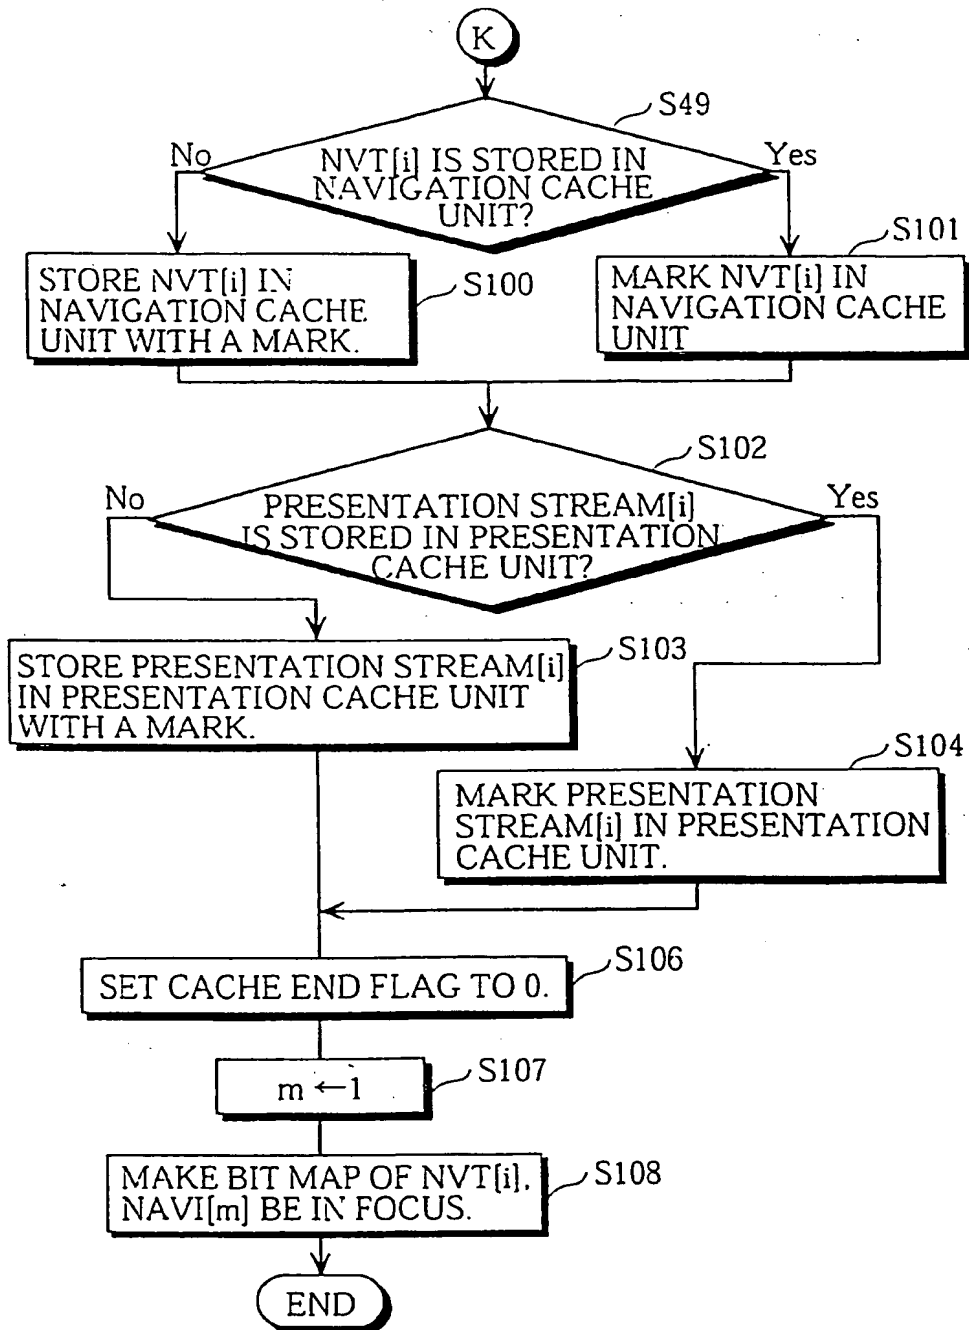 K
S49
No
Yes
NVT[i] IS STORED IN
NAVIGATION CACHE
UNIT?
S101
STORE NVT[i] IN
NAVIGATION CACHE
UNIT WITH A MARK.
S100
MARK NVT[i] IN
NAVIGATION CACHE
UNIT
S102
No
Yes
PRESENTATION STREAM[i]
IS STORED IN PRESENTATION
CACHE UNIT?
S103
STORE PRESENTATION STREAM[i]
IN PRESENTATION CACHE UNIT
WITH A MARK.
S104
MARK PRESENTATION
STREAM[i] IN PRESENTATION
CACHE UNIT.
S106
SET CACHE END FLAG TO 0.
S107
m ←1
S108
MAKE BIT MAP OF NVT[i],
NAVI[m] BE IN FOCUS.
END